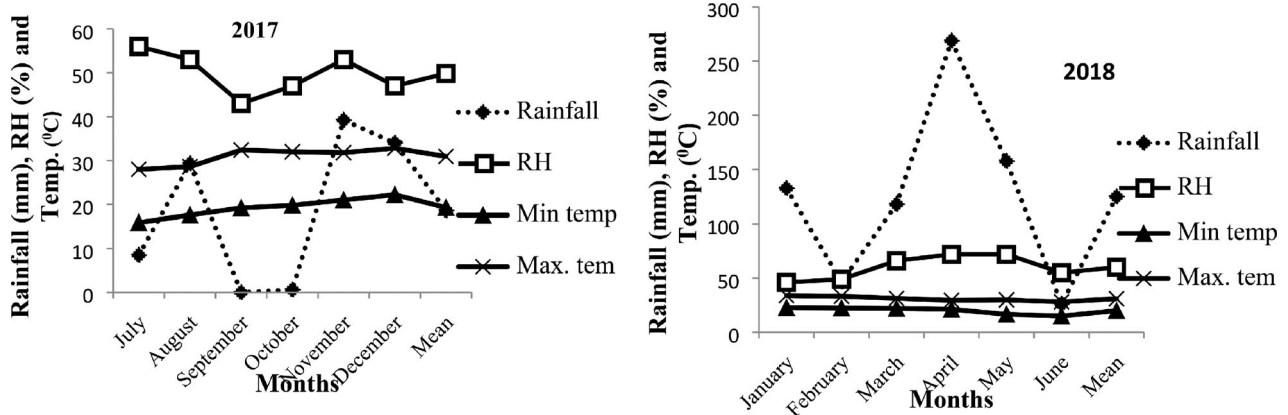 Rainfall (mm), RH (%) and
Temp. (⁰C)
60
50
40
30
20
10
0
2017
Rainfall
RH
Min temp
Max. tem
July
August
September
October
November
December
Mean
Months
Rainfall (mm), RH (%) and
Temp. (⁰C)
300
250
200
150
100
50
0
2018
Rainfall
RH
Min temp
Max. tem
January
February
March
April
May
June
Mean
Months